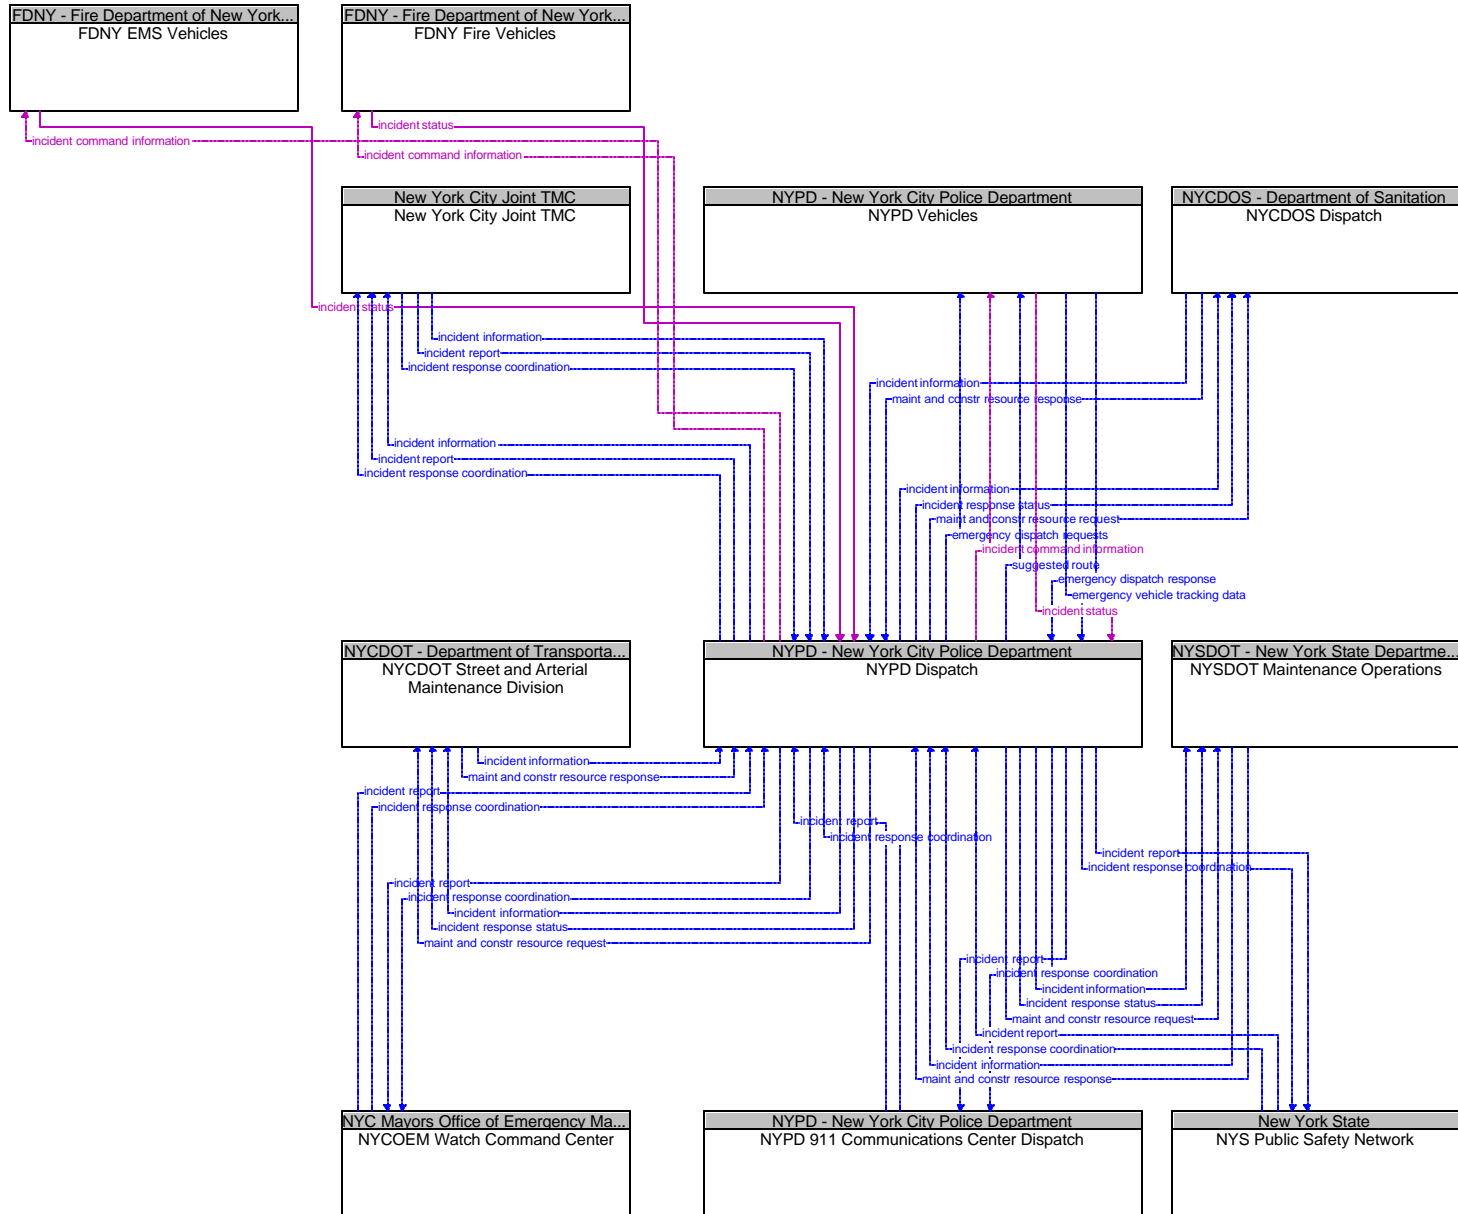 FDNY - Fire Department of New York...
FDNY EMS Vehicles
FDNY - Fire Department of New York...
FDNY Fire Vehicles
incident status
incident command information
incident command information
New York City Joint TMC
New York City Joint TMC
NYPD - New York City Police Department
NYPD Vehicles
NYCDOS - Department of Sanitation
NYCDOS Dispatch
incident status
incident information
incident report
incident response coordination
incident information
maint and constr resource response
incident information
incident report
incident response coordination
incident information
incident response status
maint and constr resource request
emergency dispatch requests
incident command information
suggested route
emergency dispatch response
emergency vehicle tracking data
incident status
NYCDOT - Department of Transporta...
NYCDOT Street and Arterial
Maintenance Division
NYPD - New York City Police Department
NYPD Dispatch
NYSDOT - New York State Departme...
NYSDOT Maintenance Operations
incident information
maint and constr resource response
incident report
incident response coordination
incident report
incident response coordination
incident report
incident response coordination
incident report
incident response coordination
incident information
incident response status
maint and constr resource request
incident report
incident response coordination
incident information
incident response status
maint and constr resource request
incident report
incident response coordination
incident information
maint and constr resource response
NYC Mayors Office of Emergency Ma...
NYCOEM Watch Command Center
NYPD - New York City Police Department
NYPD 911 Communications Center Dispatch
New York State
NYS Public Safety Network